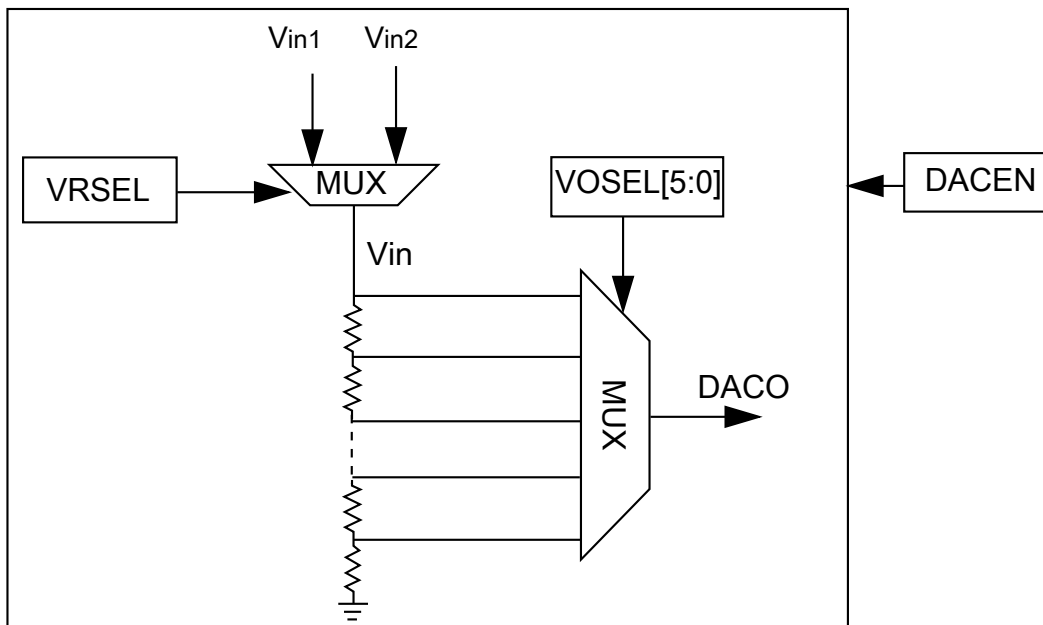 Vin1
Vin2
VRSEL
MUX
VOSEL[5:0]
DACEN
Vin
MUX
DACO